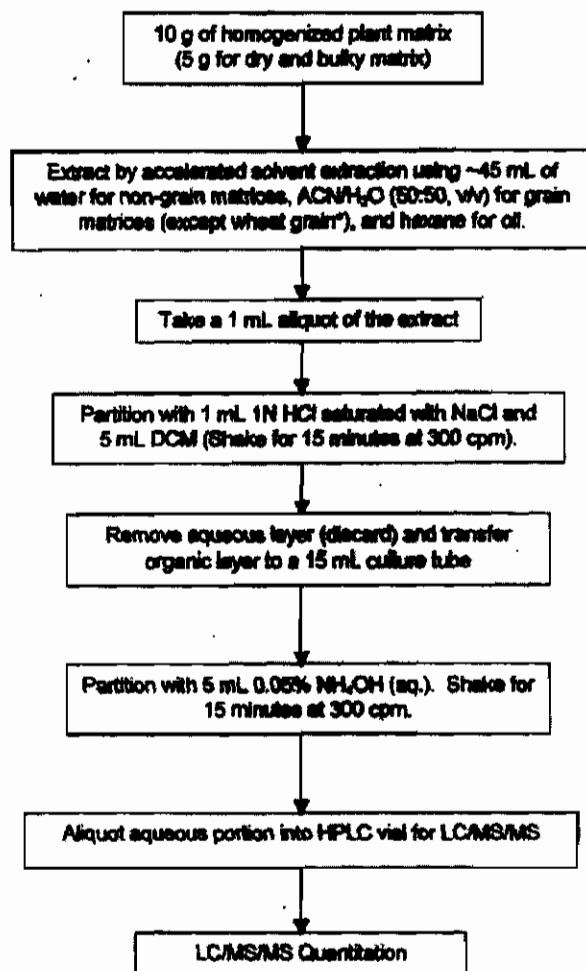 10 g of homogenized plant matrix
(5 g for dry and bulky matrix)
Extract by accelerated solvent extraction using ~45 mL of
water for non-grain matrices, ACN/H₂O (50:50, v/v) for grain
matrices (except wheat grain*), and hexane for oil.
Take a 1 mL aliquot of the extract
Partition with 1 mL 1N HCl saturated with NaCl and
5 mL DCM (Shake for 15 minutes at 300 cpm).
Remove aqueous layer (discard) and transfer
organic layer to a 15 mL culture tube
Partition with 5 mL 0.05% NH₄OH (aq.). Shake for
15 minutes at 300 cpm.
Aliquot aqueous portion into HPLC vial for LC/MS/MS
LC/MS/MS Quantitation